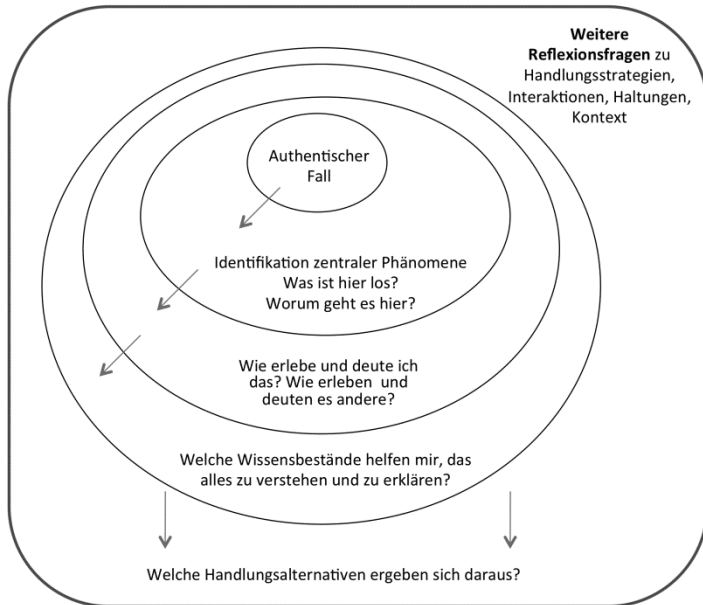 Weitere
Reflexionsfragen zu
Handlungsstrategien,
Interaktionen, Haltungen,
Kontext
Authentischer
Fall
Identifikation zentraler Phänomene
Was ist hier los?
Worum geht es hier?
Wie erlebe und deute ich
das? Wie erleben und
deuten es andere?
Welche Wissensbestände helfen mir, das
alles zu verstehen und zu erklären?
Welche Handlungsalternativen ergeben sich daraus?